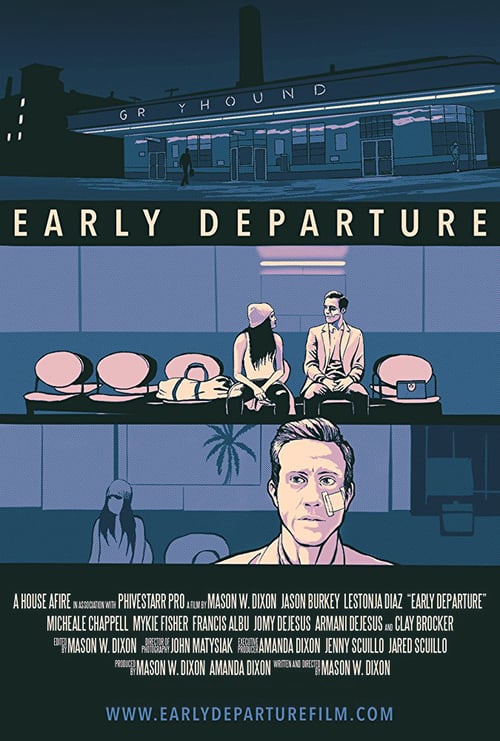 GR YHOUND
EARLY DEPARTURE
A HOUSE AFIRE IN ASSOCIATION WITH PHIVESTARR PRO A FILM BY MASON W. DIXON JASON BURKEY LESTONJA DIAZ "EARLY DEPARTURE"
MICHEALE CHAPPELL MYKIE FISHER FRANCIS ALBU JOMY DEJESUS ARMANI DEJESUS AND CLAY BROCKER
EDITED BY MASON W. DIXON DIRECTOR OF PHOTOGRAPHY JOHN MATYSIAK EXECUTIVE PRODUCER AMANDA DIXON JENNY SCUILLO JARED SCUILLO
PRODUCED BY MASON W. DIXON AMANDA DIXON WRITTEN AND DIRECTED BY MASON W. DIXON
WWW.EARLYDEPARTUREFILM.COM